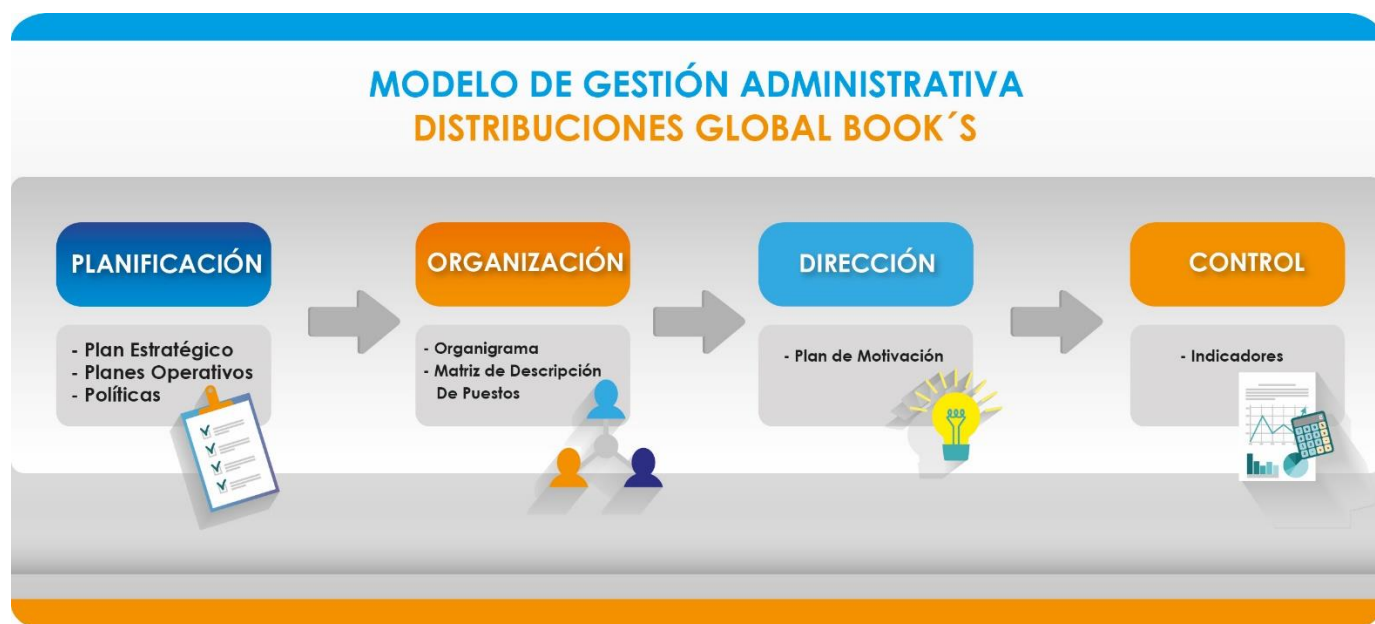 MODELO DE GESTIÓN ADMINISTRATIVA
DISTRIBUCIONES GLOBAL BOOK´S
PLANIFICACIÓN
- Plan Estratégico
- Planes Operativos
- Políticas
ORGANIZACIÓN
- Organigrama
- Matriz de Descripción
De Puestos
DIRECCIÓN
- Plan de Motivación
CONTROL
- Indicadores